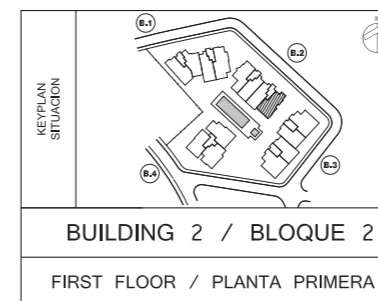 B.1
B.2
KEYPLAN
SITUACION
B.4
B.3
BUILDING 2 / BLOQUE 2
FIRST FLOOR / PLANTA PRIMERA